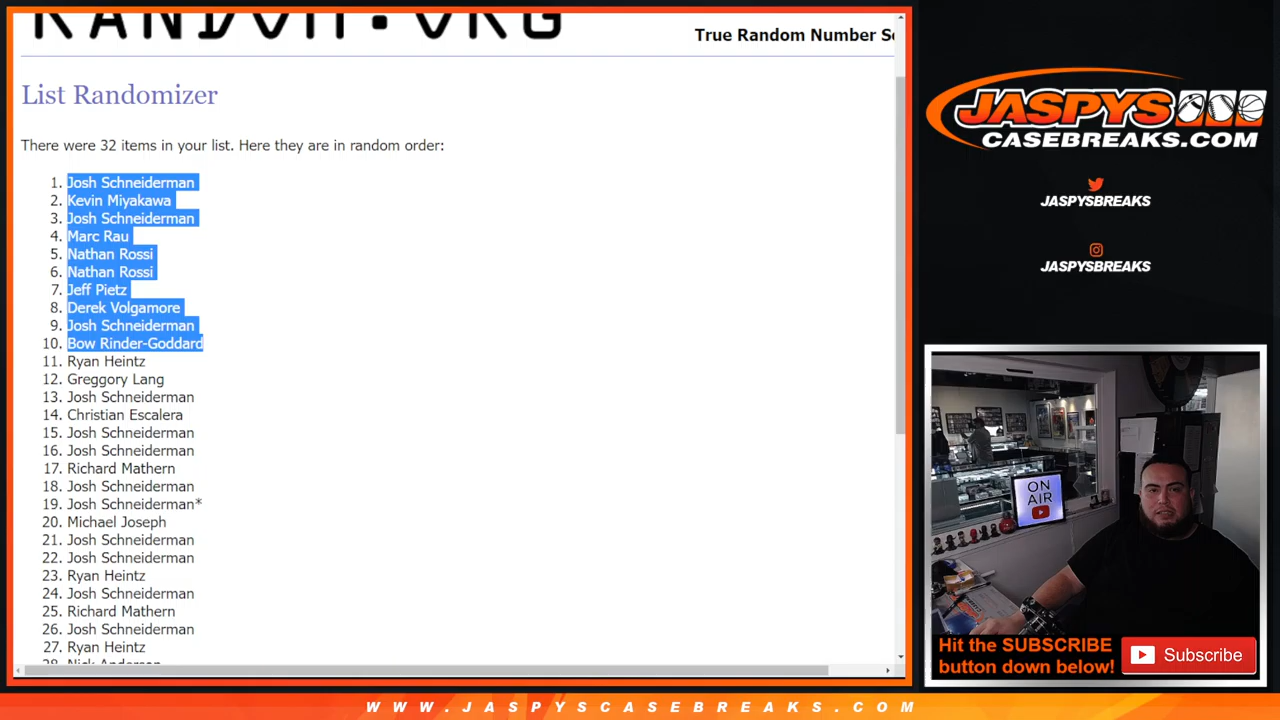 RANDOM.ORG
True Random Number Se
List Randomizer
There were 32 items in your list. Here they are in random order:
1. Josh Schneiderman
2. Kevin Miyakawa
3. Josh Schneiderman
4. Marc Rau
5. Nathan Rossi
6. Nathan Rossi
7. Jeff Pietz
8. Derek Volgamore
9. Josh Schneiderman
10. Bow Rinder-Goddard
11. Ryan Heintz
12. Greggory Lang
13. Josh Schneiderman
14. Christian Escalera
15. Josh Schneiderman
16. Josh Schneiderman
17. Richard Mathern
18. Josh Schneiderman
19. Josh Schneiderman*
20. Michael Joseph
21. Josh Schneiderman
22. Josh Schneiderman
23. Ryan Heintz
24. Josh Schneiderman
25. Richard Mathern
26. Josh Schneiderman
27. Ryan Heintz
28. Nick Anderson
JASPYS
CASEBREAKS.COM
JASPYSBREAKS
JASPYSBREAKS
ON
AIR
Hit the SUBSCRIBE
button down below!
Subscribe
WWW.JASPYSCASEBREAKS.COM